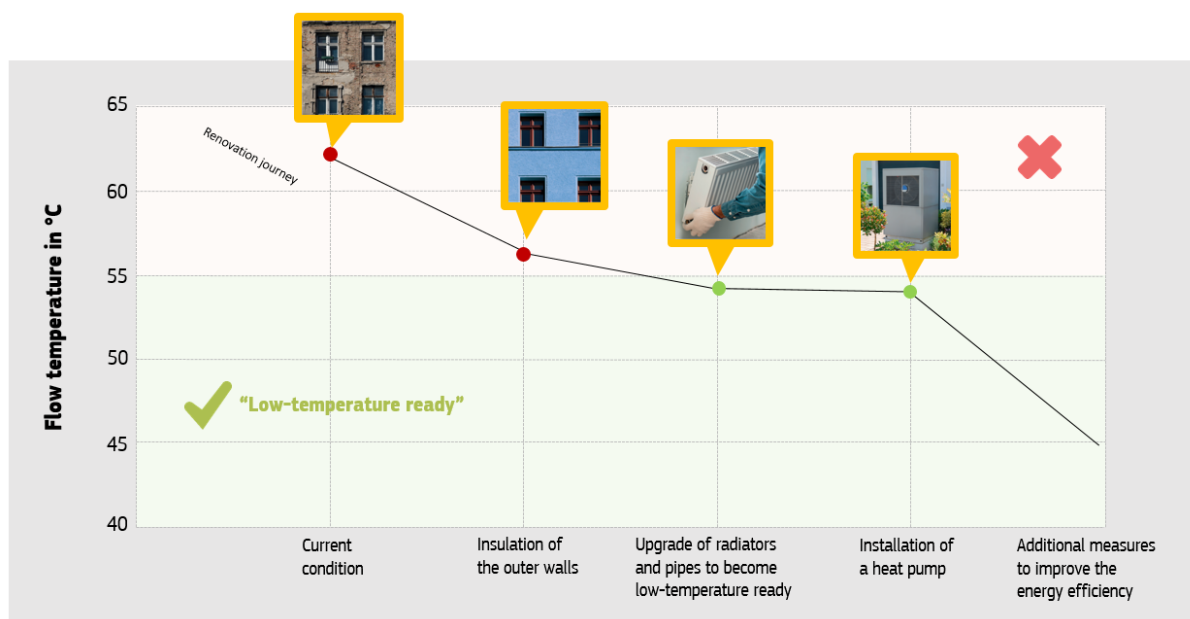 Flow temperature in °C
65
60
55
50
45
40
Renovation journey
“Low-temperature ready”
Current
condition
Insulation of
the outer walls
Upgrade of radiators
and pipes to become
low-temperature ready
Installation of
a heat pump
Additional measures
to improve the
energy efficiency